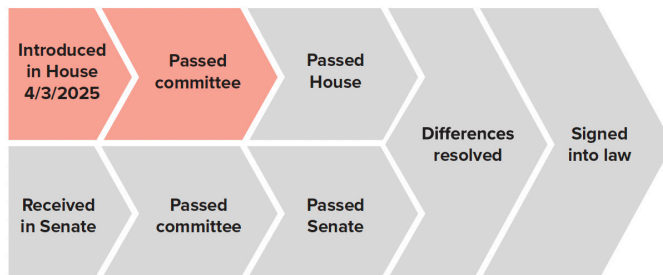 Introduced
in House
4/3/2025
Passed
committee
Passed
House
Differences
resolved
Signed
into law
Received
in Senate
Passed
committee
Passed
Senate